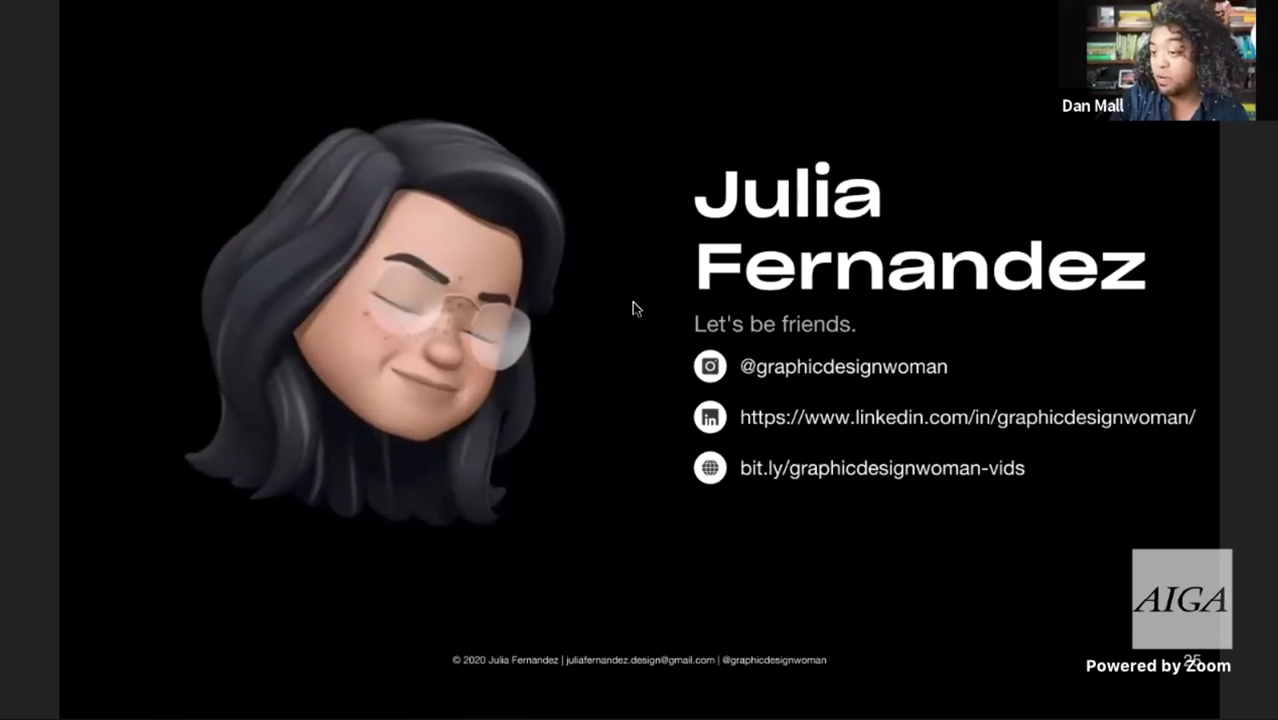 Dan Mall
Julia
Fernandez
Let's be friends.
@graphicdesignwoman
https://www.linkedin.com/in/graphicdesignwoman/
bit.ly/graphicdesignwoman-vids
AIGA
© 2020 Julia Fernandez | juliafernandez.design@gmail.com | @graphicdesignwoman
Powered by Zoom